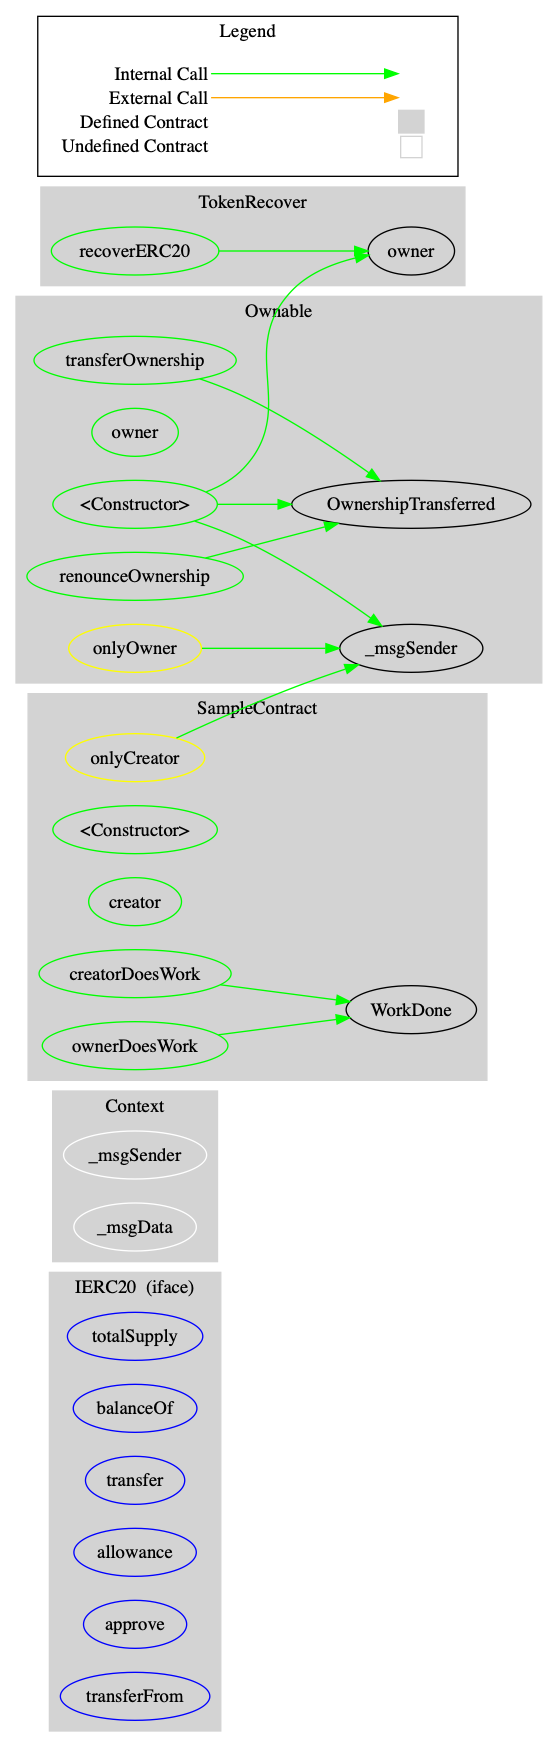 Legend
Internal Call
External Call
Defined Contract
Undefined Contract
TokenRecover
recoverERC20
owner
Ownable
transferOwnership
owner
<Constructor>
OwnershipTransferred
renounceOwnership
onlyOwner
_msgSender
SampleContract
onlyCreator
<Constructor>
creator
creatorDoesWork
WorkDone
ownerDoesWork
Context
_msgSender
_msgData
IERC20 (iface)
totalSupply
balanceOf
transfer
allowance
approve
transferFrom